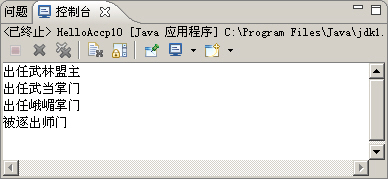 问题 控制台
<已终止> HelloAccp10 [Java 应用程序] C:\Program Files\Java\jdk1.
出任武林盟主
出任武当掌门
出任峨嵋掌门
被逐出师门